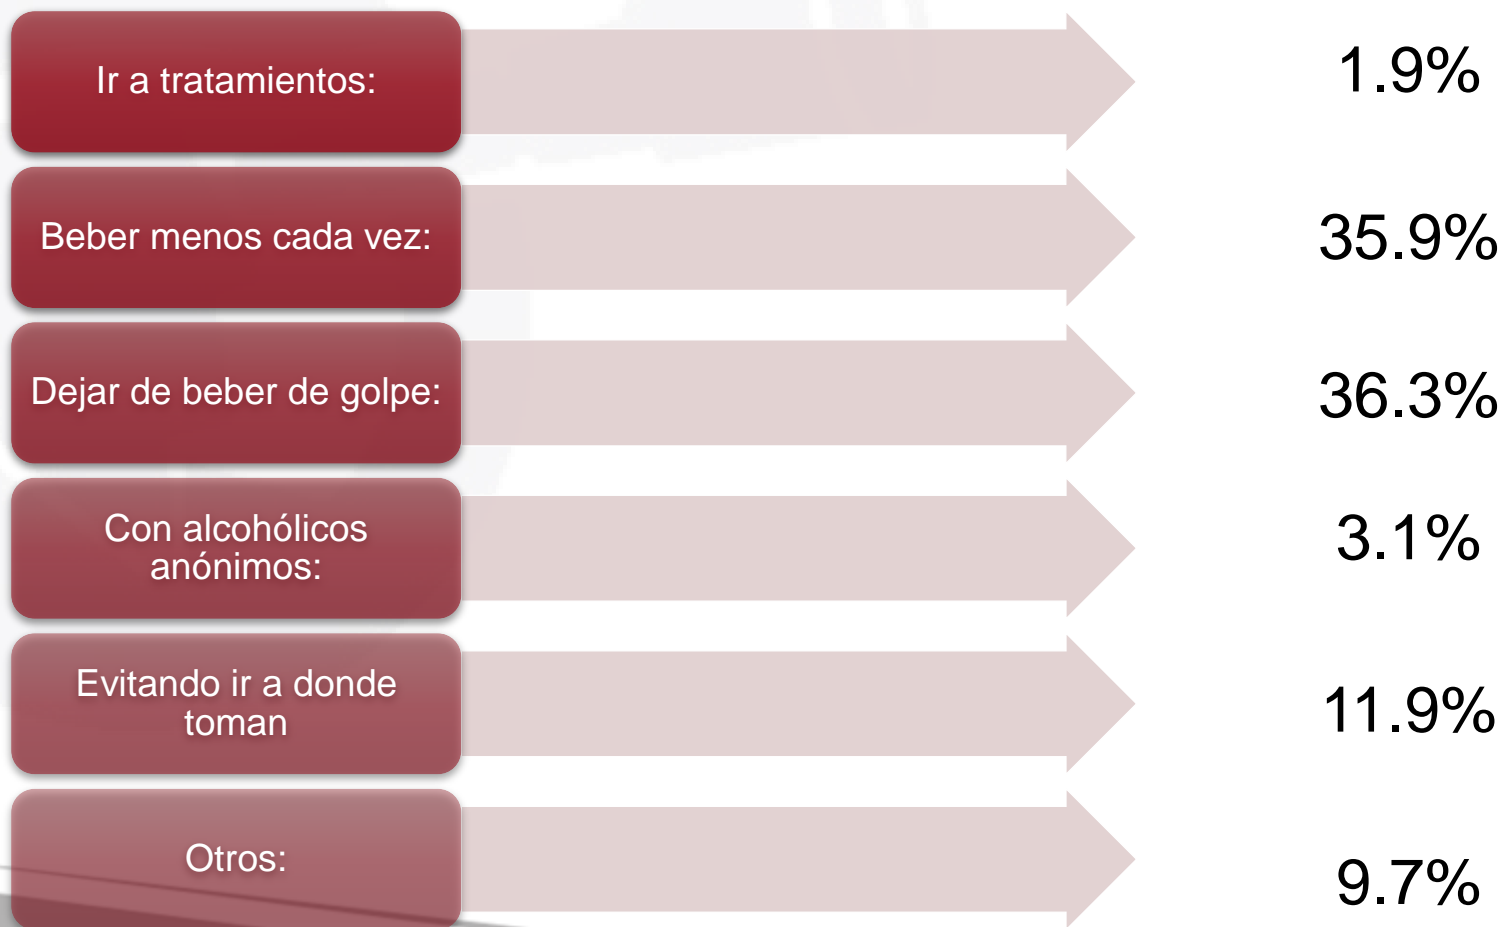 Ir a tratamientos:
1.9%
Beber menos cada vez:
35.9%
Dejar de beber de golpe:
36.3%
Con alcohólicos
anónimos:
3.1%
Evitando ir a donde
toman
11.9%
Otros:
9.7%